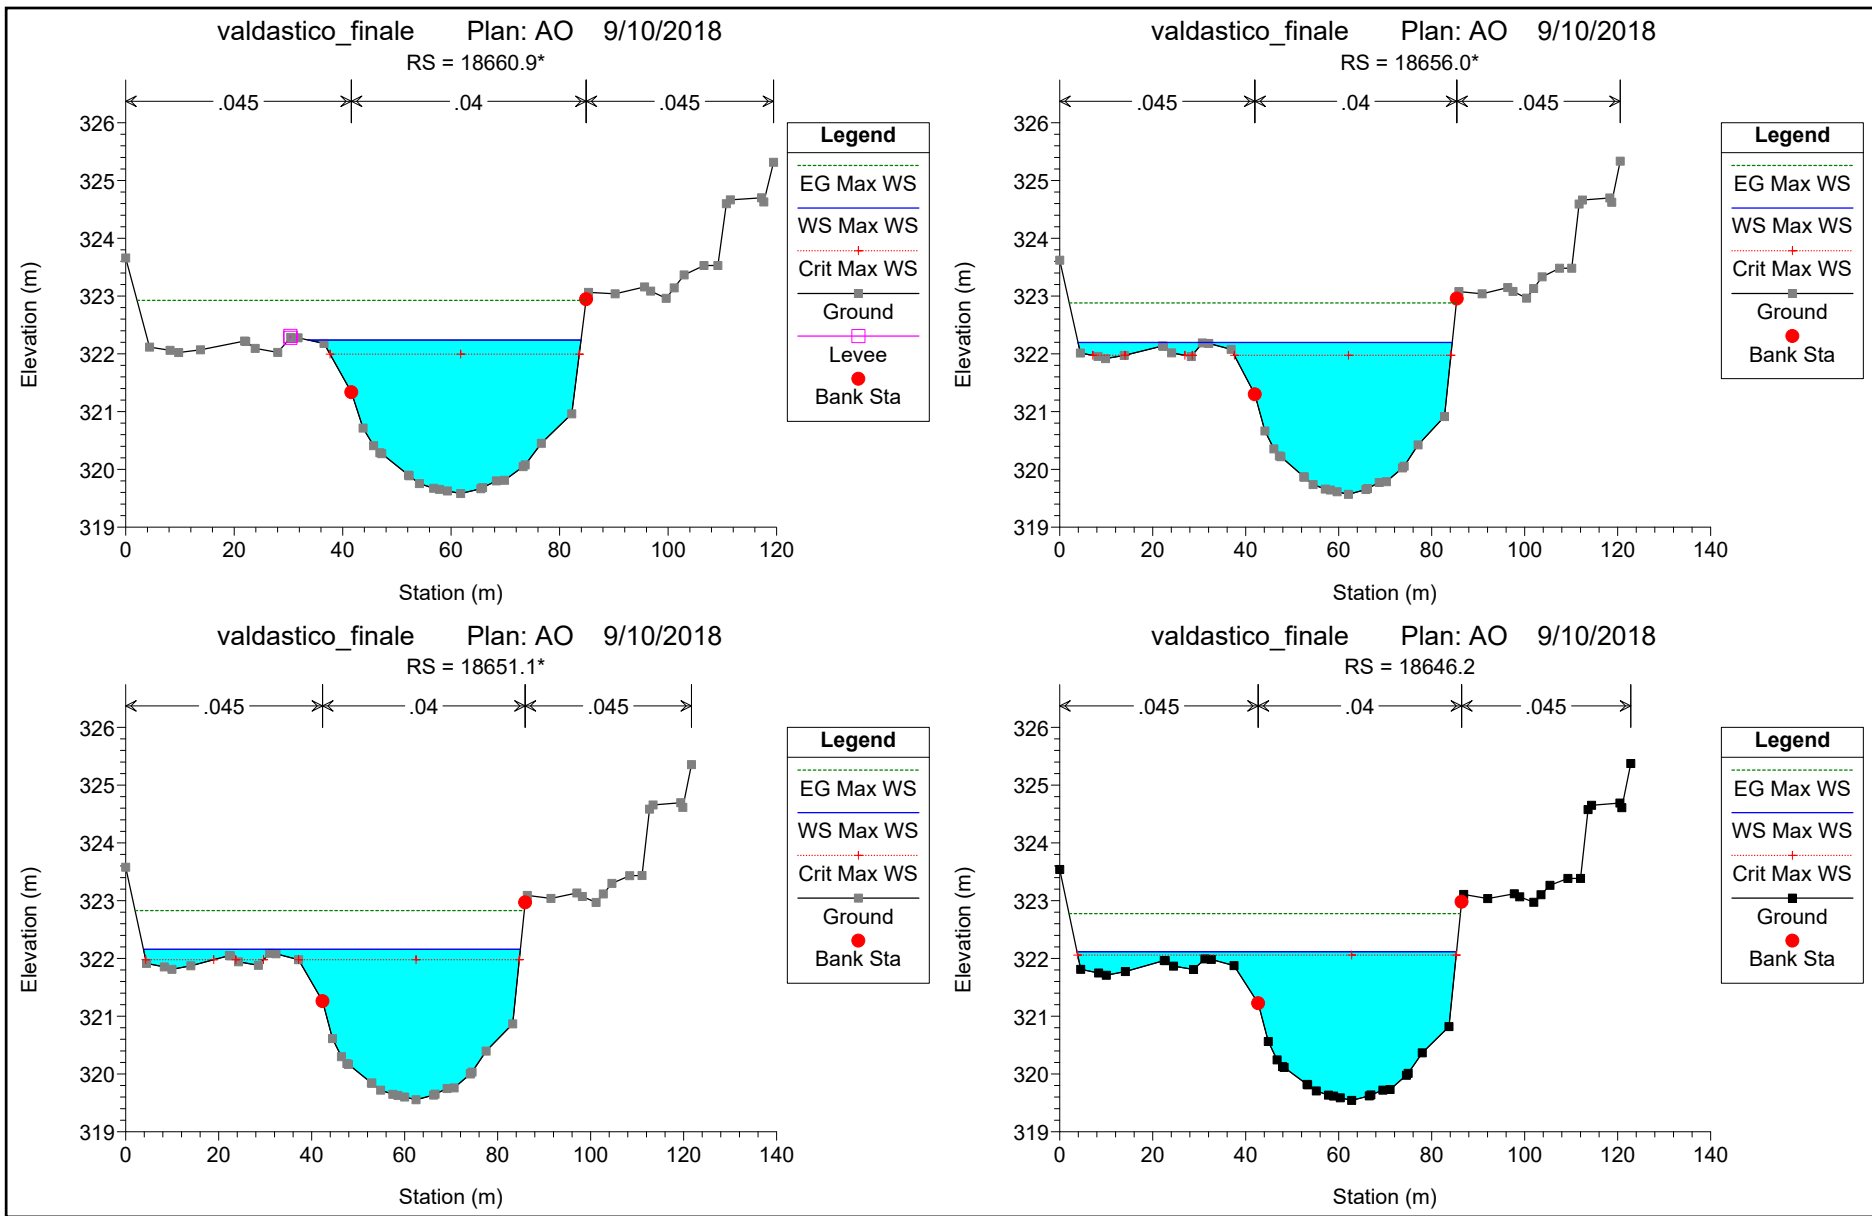 valdastico_finale Plan: AO 9/10/2018
RS = 18660.9*
.045 .04 .045
326
325
324
323
322
321
320
319
0 20 40 60 80 100 120
Elevation (m)
Station (m)
Legend
EG Max WS
WS Max WS
Crit Max WS
Ground
Levee
Bank Sta
valdastico_finale Plan: AO 9/10/2018
RS = 18656.0*
.045 .04 .045
326
325
324
323
322
321
320
319
0 20 40 60 80 100 120 140
Elevation (m)
Station (m)
Legend
EG Max WS
WS Max WS
Crit Max WS
Ground
Bank Sta
valdastico_finale Plan: AO 9/10/2018
RS = 18651.1*
.045 .04 .045
326
325
324
323
322
321
320
319
0 20 40 60 80 100 120 140
Elevation (m)
Station (m)
Legend
EG Max WS
WS Max WS
Crit Max WS
Ground
Bank Sta
valdastico_finale Plan: AO 9/10/2018
RS = 18646.2
.045 .04 .045
326
325
324
323
322
321
320
319
0 20 40 60 80 100 120 140
Elevation (m)
Station (m)
Legend
EG Max WS
WS Max WS
Crit Max WS
Ground
Bank Sta